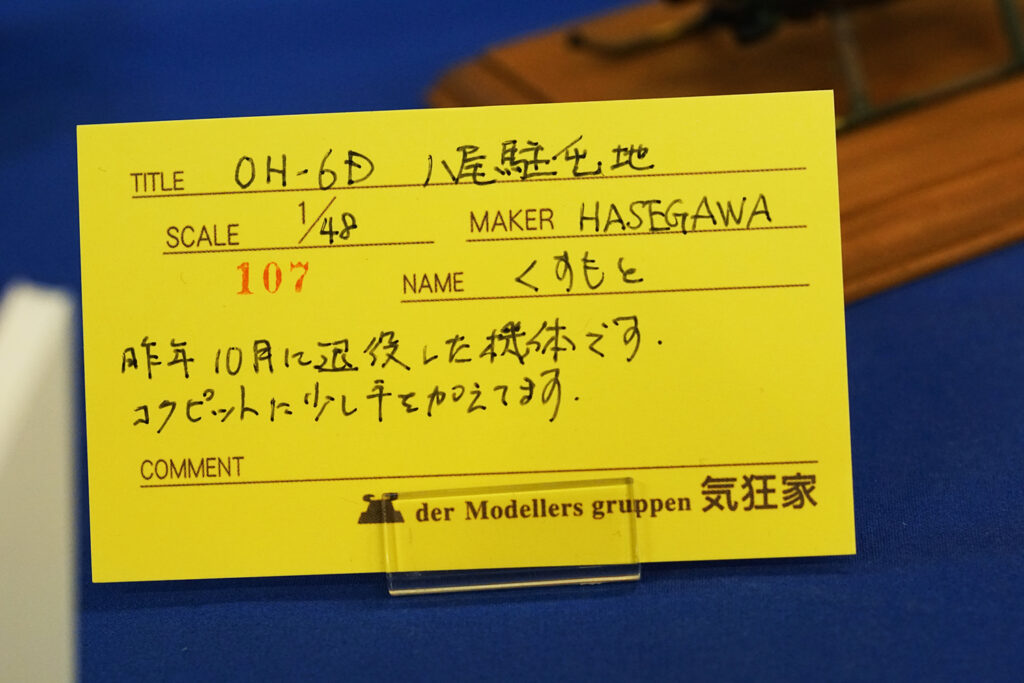 TITLE OH-6D 八尾駐屯地
SCALE 1/48 MAKER HASEGAWA
107 NAME くすもと
昨年10月に退役した機体です.
コクピットに少し手を加えてます.
COMMENT
der Modellers gruppen 気狂家